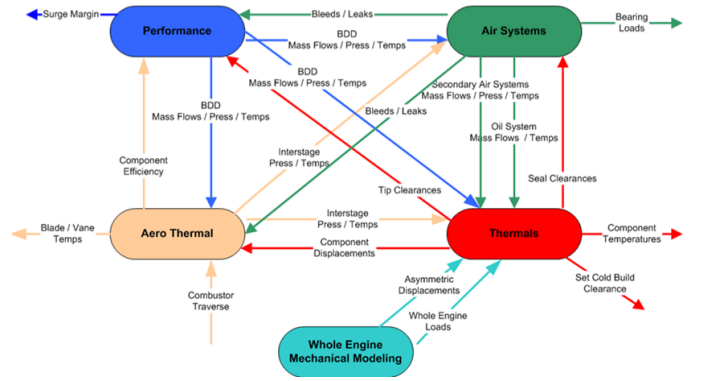 Surge Margin
Performance
Bleeds / Leaks
Air Systems
Bearing
Loads
BDD
Mass Flows / Press / Temps
BDD
Mass Flows / Press / Temps
Secondary Air Systems
Mass Flows / Press / Temps
BDD
Mass Flows / Press / Temps
Bleeds / Leaks
Oil System
Mass Flows / Temps
Interstage
Press / Temps
Component
Efficiency
Tip Clearances
Seal Clearances
Blade / Vane
Temps
Aero Thermal
Interstage
Press / Temps
Component
Displacements
Thermals
Component
Temperatures
Combustor
Traverse
Asymmetric
Displacements
Set Cold Build
Clearance
Whole Engine
Loads
Whole Engine
Mechanical Modeling